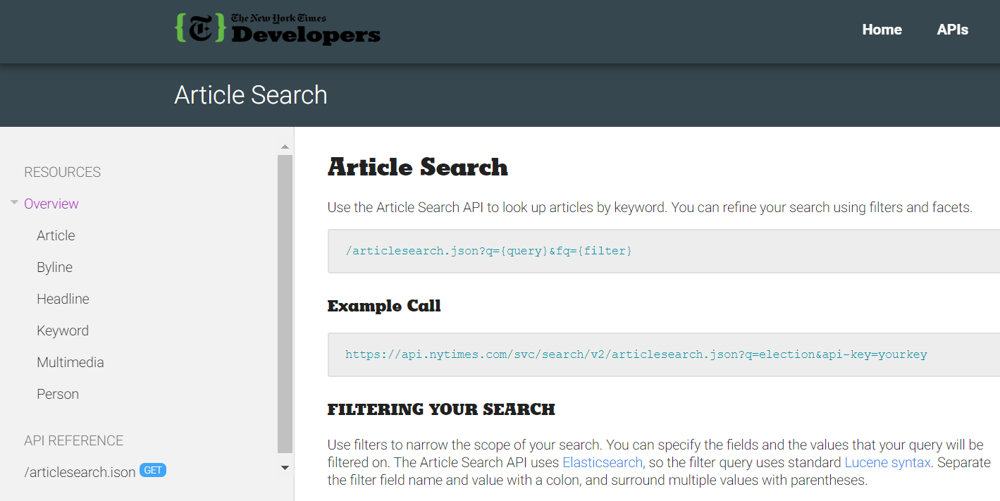 The New York Times
{T} Developers
Home
APIs
Article Search
RESOURCES
Overview
Article
Byline
Headline
Keyword
Multimedia
Person
API REFERENCE
/articlesearch.json GET
Article Search
Use the Article Search API to look up articles by keyword. You can refine your search using filters and facets.
/articlesearch.json?q={query}&fq={filter}
Example Call
https://api.nytimes.com/svc/search/v2/articlesearch.json?q=election&api-key=yourkey
FILTERING YOUR SEARCH
Use filters to narrow the scope of your search. You can specify the fields and the values that your query will be
filtered on. The Article Search API uses Elasticsearch, so the filter query uses standard Lucene syntax. Separate
the filter field name and value with a colon, and surround multiple values with parentheses.